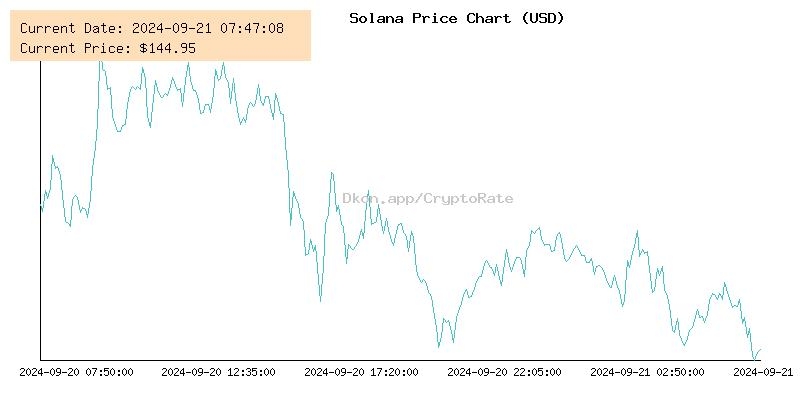 Solana Price Chart (USD)
Current Date: 2024-09-21 07:47:08
Current Price: $144.95
Dkon.app/CryptoRate
2024-09-20 07:50:00 2024-09-20 12:35:00 2024-09-20 17:20:00 2024-09-20 22:05:00 2024-09-21 02:50:00 2024-09-21